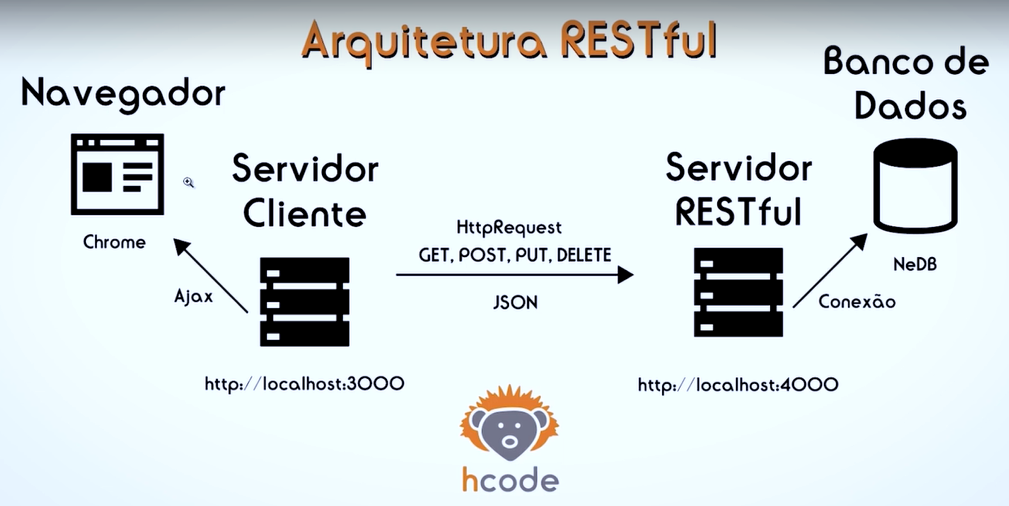 Arquitetura RESTful
Navegador
Chrome
Ajax
Servidor
Cliente
http://localhost:3000
HttpRequest
GET, POST, PUT, DELETE
JSON
Servidor
RESTful
http://localhost:4000
Banco de
Dados
NeDB
Conexão
hcode